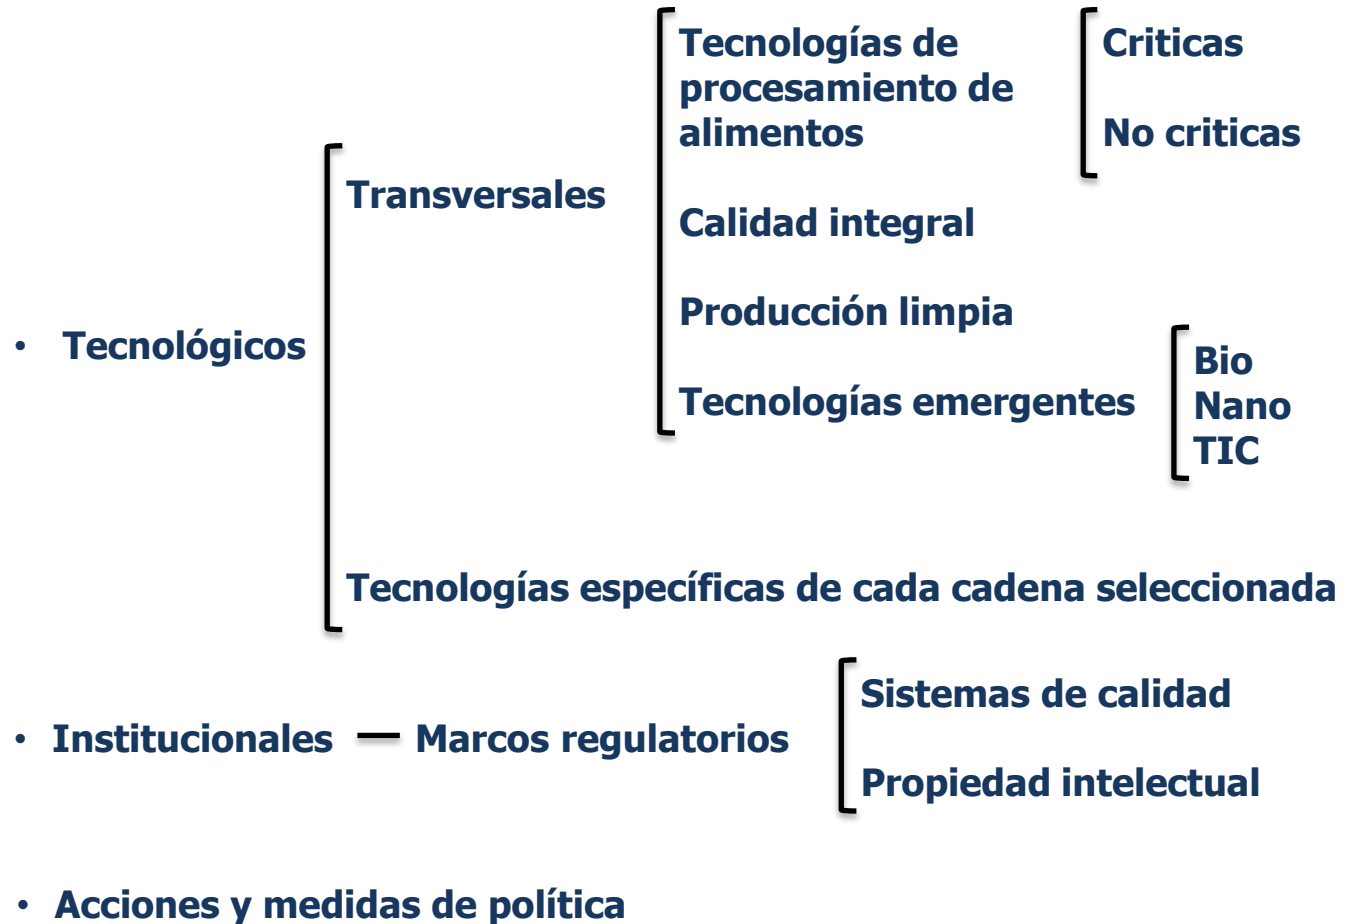 Tecnologías de
procesamiento de
alimentos
Criticas
No criticas
Transversales
Calidad integral
Producción limpia
• Tecnológicos
Tecnologías emergentes
Bio
Nano
TIC
Tecnologías específicas de cada cadena seleccionada
• Institucionales — Marcos regulatorios
Sistemas de calidad
Propiedad intelectual
• Acciones y medidas de política